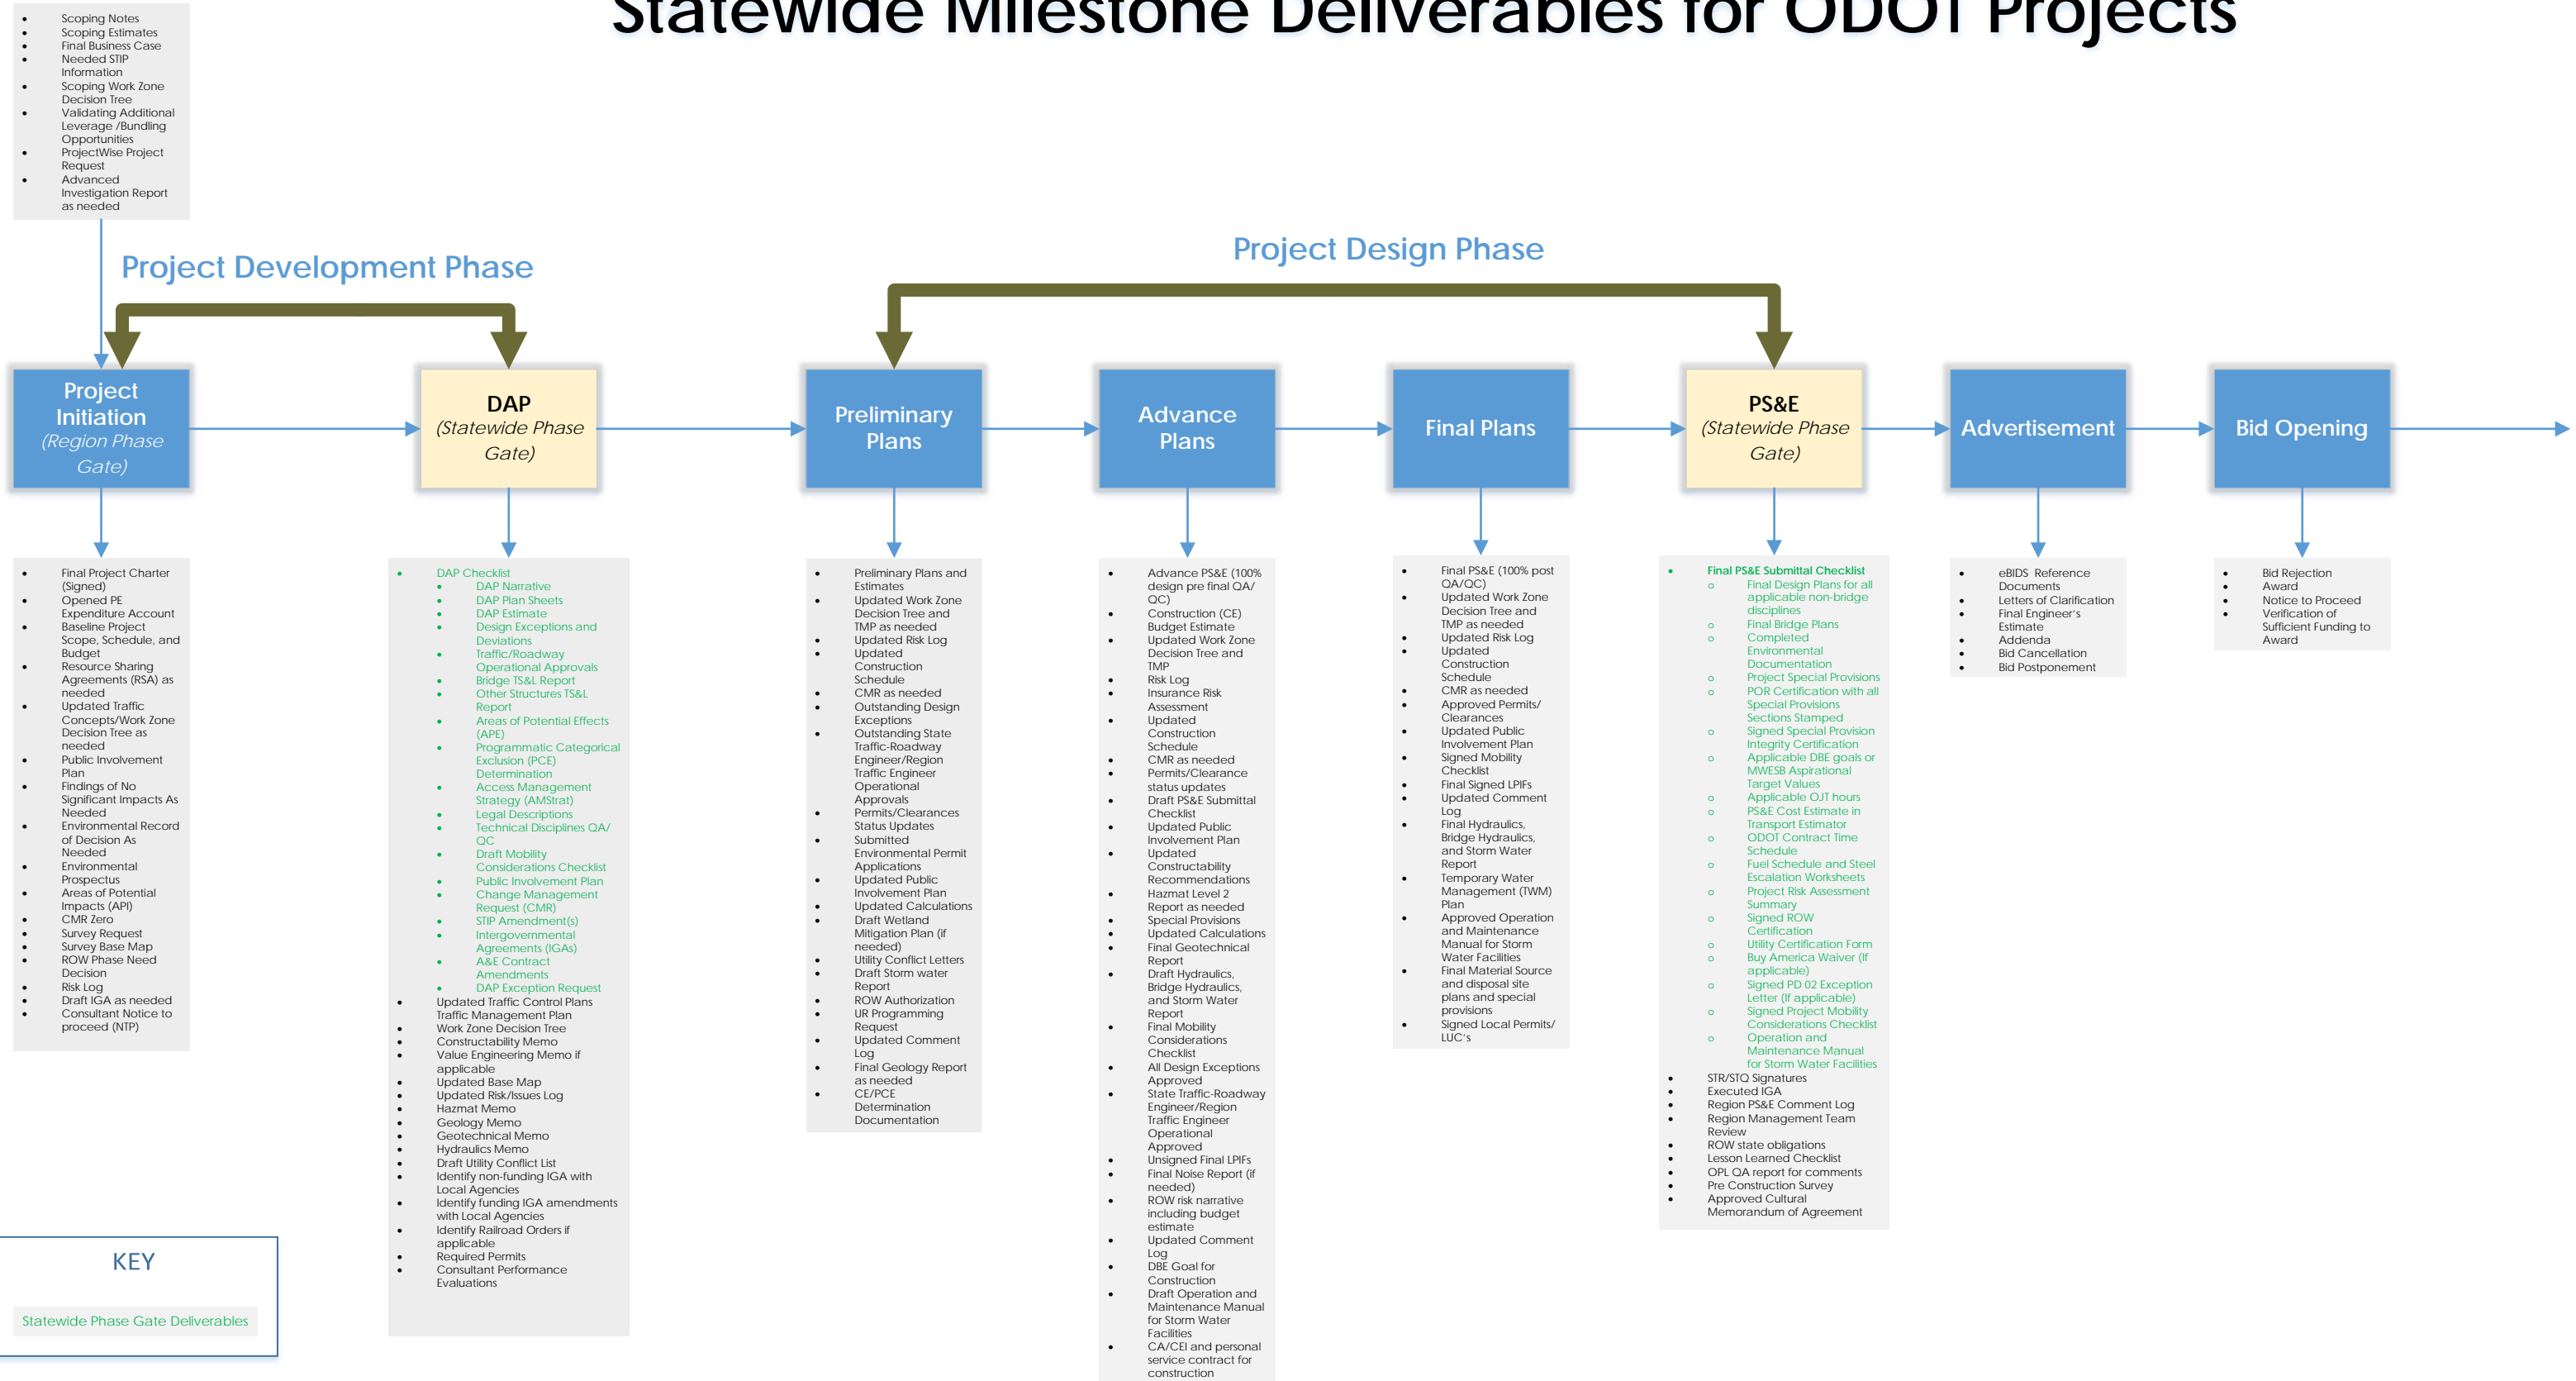 Statewide Milestone Deliverables for ODOT Projects
• Scoping Notes
• Scoping Estimates
• Final Business Case
• Needed STIP
Information
• Scoping Work Zone
Decision Tree
• Validating Additional
Leverage /Bundling
Opportunities
• ProjectWise Project
Request
• Advanced
Investigation Report
as needed
Project Development Phase
Project Design Phase
Project
Initiation
(Region Phase
Gate)
DAP
(Statewide Phase
Gate)
Preliminary
Plans
Advance
Plans
Final Plans
PS&E
(Statewide Phase
Gate)
Advertisement
Bid Opening
• Final Project Charter
(Signed)
• Opened PE
Expenditure Account
• Baseline Project
Scope, Schedule, and
Budget
• Resource Sharing
Agreements (RSA) as
needed
• Updated Traffic
Concepts/Work Zone
Decision Tree as
needed
• Public Involvement
Plan
• Findings of No
Significant Impacts As
Needed
• Environmental Record
of Decision As
Needed
• Environmental
Prospectus
• Areas of Potential
Impacts (API)
• CMR Zero
• Survey Request
• Survey Base Map
• ROW Phase Need
Decision
• Risk Log
• Draft IGA as needed
• Consultant Notice to
proceed (NTP)
• DAP Checklist
• DAP Narrative
• DAP Plan Sheets
• DAP Estimate
• Design Exceptions and
Deviations
• Traffic/Roadway
Operational Approvals
• Bridge TS&L Report
• Other Structures TS&L
Report
• Areas of Potential Effects
(APE)
• Programmatic Categorical
Exclusion (PCE)
Determination
• Access Management
Strategy (AMStrat)
• Legal Descriptions
• Technical Disciplines QA/
QC
• Draft Mobility
Considerations Checklist
• Public Involvement Plan
• Change Management
Request (CMR)
• STIP Amendment(s)
• Intergovernmental
Agreements (IGAs)
• A&E Contract
Amendments
• DAP Exception Request
• Updated Traffic Control Plans
Traffic Management Plan
• Work Zone Decision Tree
• Constructability Memo
• Value Engineering Memo if
applicable
• Updated Base Map
• Updated Risk/Issues Log
• Hazmat Memo
• Geology Memo
• Geotechnical Memo
• Hydraulics Memo
• Draft Utility Conflict List
• Identify non-funding IGA with
Local Agencies
• Identify funding IGA amendments
with Local Agencies
• Identify Railroad Orders if
applicable
• Required Permits
• Consultant Performance
Evaluations
• Preliminary Plans and
Estimates
• Updated Work Zone
Decision Tree and
TMP as needed
• Updated Risk Log
• Updated
Construction
Schedule
• CMR as needed
• Outstanding Design
Exceptions
• Outstanding State
Traffic-Roadway
Engineer/Region
Traffic Engineer
Operational
Approvals
• Permits/Clearances
Status Updates
• Submitted
Environmental Permit
Applications
• Updated Public
Involvement Plan
• Updated Calculations
• Draft Wetland
Mitigation Plan (if
needed)
• Utility Conflict Letters
• Draft Storm water
Report
• ROW Authorization
• UR Programming
Request
• Updated Comment
Log
• Final Geology Report
as needed
• CE/PCE
Determination
Documentation
• Advance PS&E (100%
design pre final QA/
QC)
• Construction (CE)
Budget Estimate
• Updated Work Zone
Decision Tree and
TMP
• Risk Log
• Insurance Risk
Assessment
• Updated
Construction
Schedule
• CMR as needed
• Permits/Clearance
status updates
• Draft PS&E Submittal
Checklist
• Updated Public
Involvement Plan
• Updated
Constructability
Recommendations
• Hazmat Level 2
Report as needed
• Special Provisions
• Updated Calculations
• Final Geotechnical
Report
• Draft Hydraulics,
Bridge Hydraulics,
and Storm Water
Report
• Final Mobility
Considerations
Checklist
• All Design Exceptions
Approved
• State Traffic-Roadway
Engineer/Region
Traffic Engineer
Operational
Approved
• Unsigned Final LPIFs
• Final Noise Report (if
needed)
• ROW risk narrative
including budget
estimate
• Updated Comment
Log
• DBE Goal for
Construction
• Draft Operation and
Maintenance Manual
for Storm Water
Facilities
• CA/CEI and personal
service contract for
construction
• Final PS&E (100% post
QA/QC)
• Updated Work Zone
Decision Tree and
TMP as needed
• Updated Risk Log
• Updated
Construction
Schedule
• CMR as needed
• Approved Permits/
Clearances
• Updated Public
Involvement Plan
• Signed Mobility
Checklist
• Final Signed LPIFs
• Updated Comment
Log
• Final Hydraulics,
Bridge Hydraulics,
and Storm Water
Report
• Temporary Water
Management (TWM)
Plan
• Approved Operation
and Maintenance
Manual for Storm
Water Facilities
• Final Material Source
and disposal site
plans and special
provisions
• Signed Local Permits/
LUC's
• Final PS&E Submittal Checklist
o Final Design Plans for all
applicable non-bridge
disciplines
o Final Bridge Plans
o Completed
Environmental
Documentation
o Project Special Provisions
o POR Certification with all
Special Provisions
Sections Stamped
o Signed Special Provision
Integrity Certification
o Applicable DBE goals or
MWESB Aspirational
Target Values
o Applicable OJT hours
o PS&E Cost Estimate in
Transport Estimator
o ODOT Contract Time
Schedule
o Fuel Schedule and Steel
Escalation Worksheets
o Project Risk Assessment
Summary
o Signed ROW
Certification
o Utility Certification Form
o Buy America Waiver (If
applicable)
o Signed PD 02 Exception
Letter (If applicable)
o Signed Project Mobility
Considerations Checklist
o Operation and
Maintenance Manual
for Storm Water Facilities
• STR/STQ Signatures
• Executed IGA
• Region PS&E Comment Log
• Region Management Team
Review
• ROW state obligations
• Lesson Learned Checklist
• OPL QA report for comments
• Pre Construction Survey
• Approved Cultural
Memorandum of Agreement
• eBIDS Reference
Documents
• Letters of Clarification
• Final Engineer's
Estimate
• Addenda
• Bid Cancellation
• Bid Postponement
• Bid Rejection
• Award
• Notice to Proceed
• Verification of
Sufficient Funding to
Award
KEY
Statewide Phase Gate Deliverables